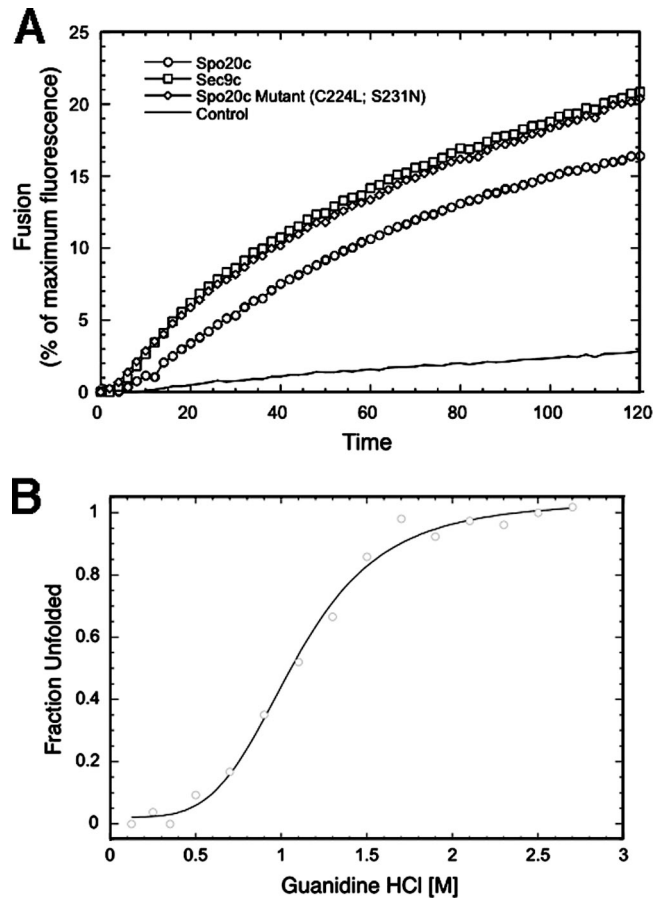 A
25
20
15
10
5
0
Fusion
(% of maximum fluorescence)
Spo20c
Sec9c
Spo20c Mutant (C224L; S231N)
Control
0 20 40 60 80 100 120
Time
B
1
0.8
0.6
0.4
0.2
0
Fraction Unfolded
0 0.5 1 1.5 2 2.5 3
Guanidine HCl [M]